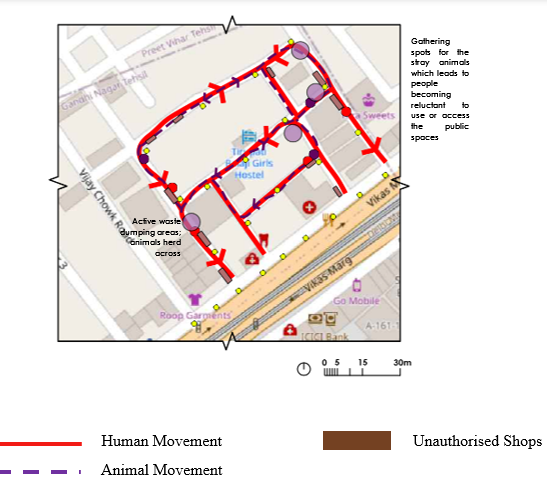 Gathering
spots for the
stray animals
which leads to
people
becoming
reluctant to
use or access
the public
spaces
Preet Vihar Tehsil
Gandhi Nagar Tehsil
Sweets
Girls
Hostel
Vijay Chowk
Active waste
dumping areas;
animals herd
across
Vikas M
Vikas-Marg
Go Mobile
Roop Garments
ICICI Bank
A-161
0 5 15 30m
Human Movement
Unauthorised Shops
Animal Movement